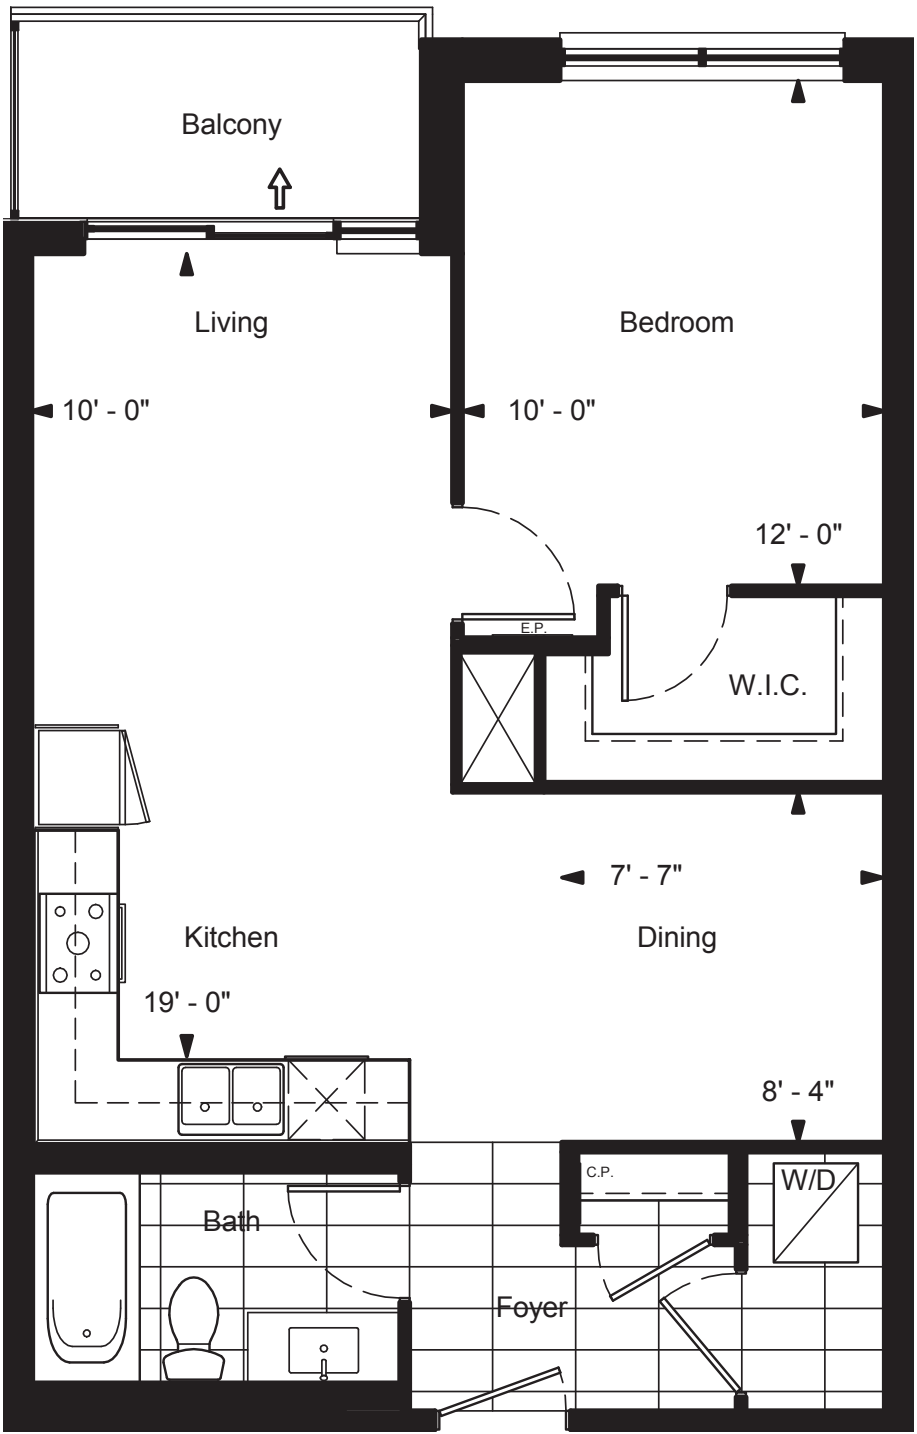 Balcony
Living
Bedroom
10' - 0"
10' - 0"
12' - 0"
E.P.
W.I.C.
7' - 7"
Kitchen
Dining
19' - 0"
8' - 4"
C.P.
W/D
Bath
Foyer